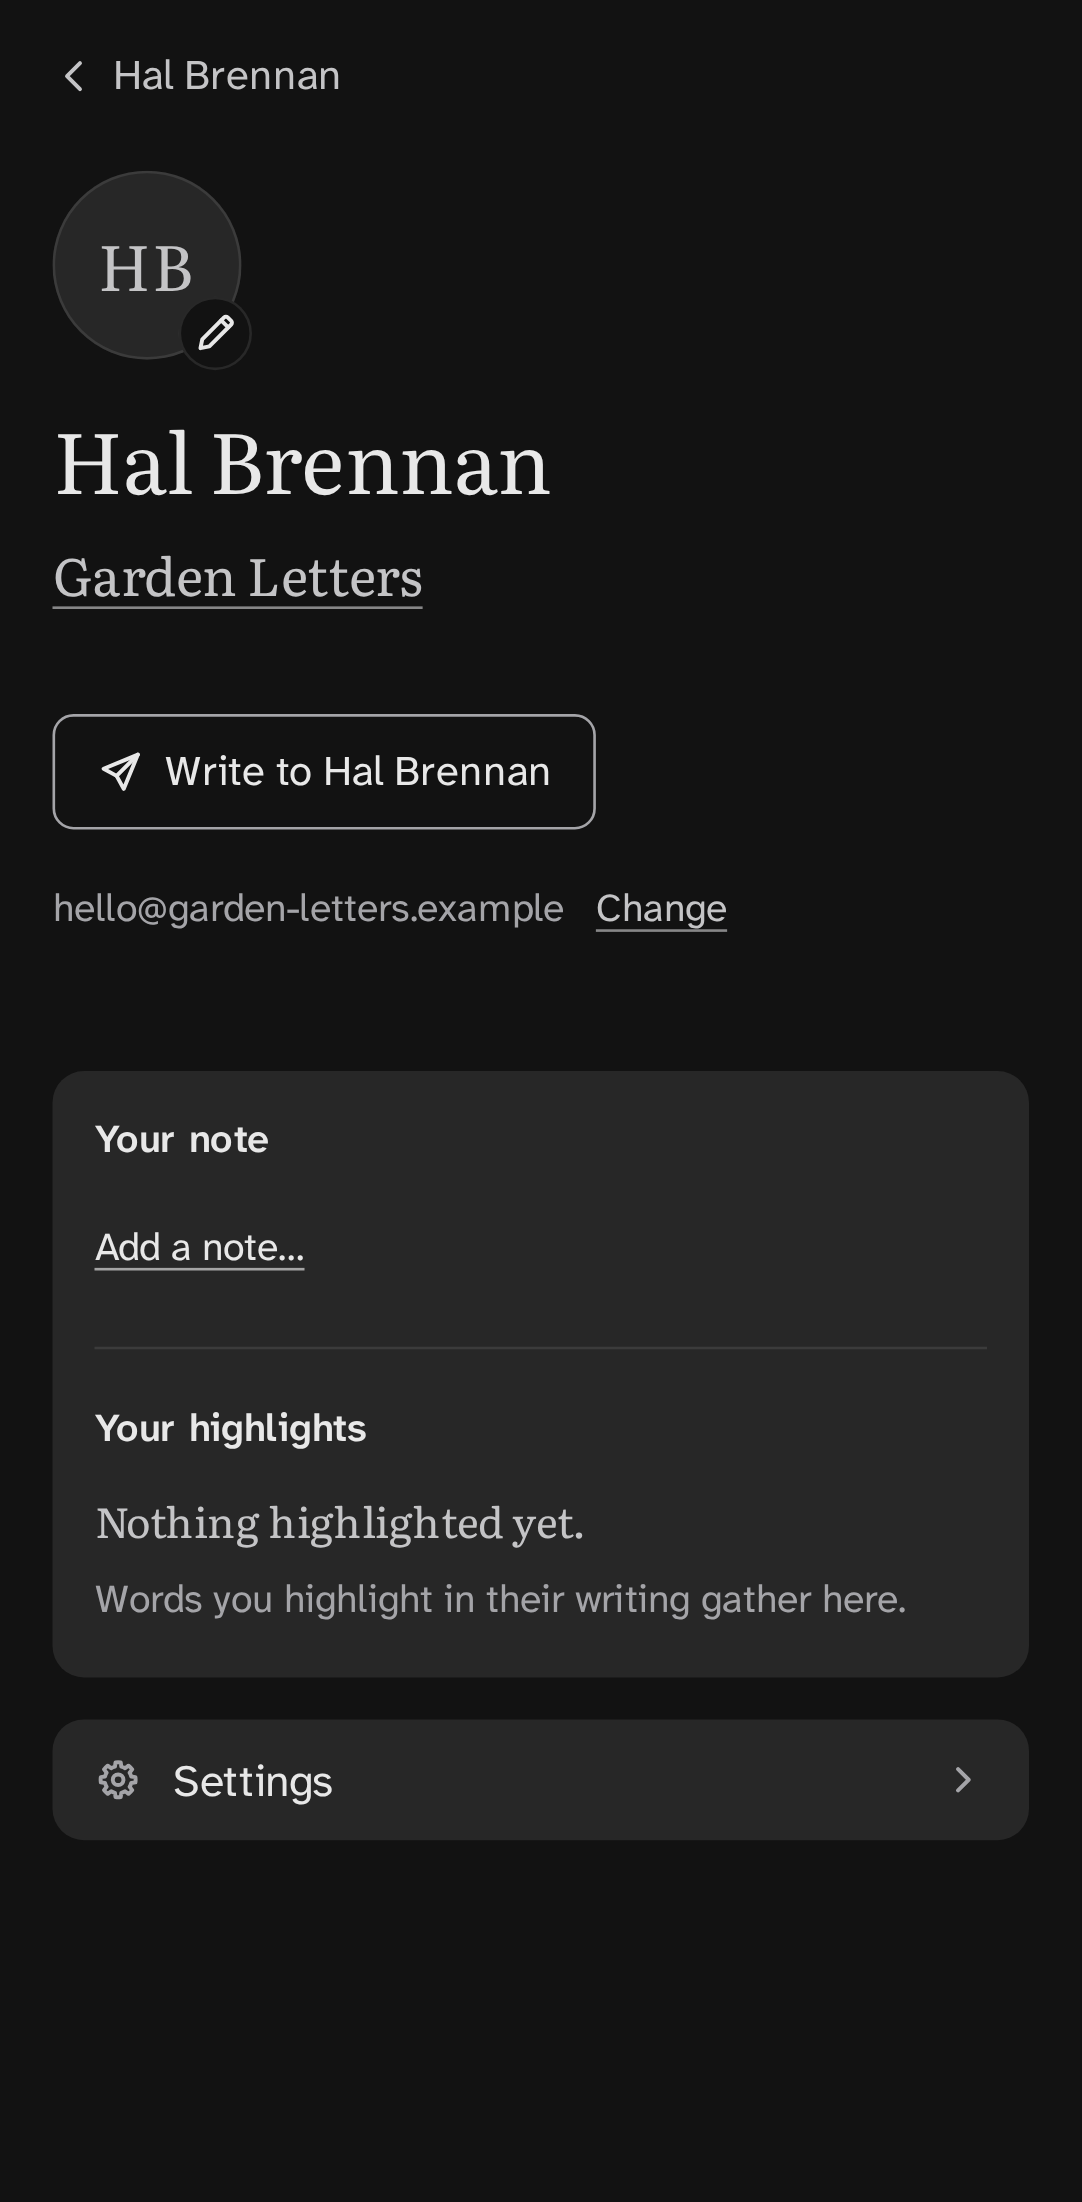 Hal Brennan
HB
Hal Brennan
Garden Letters
Write to Hal Brennan
hello@garden-letters.example Change
Your note
Add a note...
Your highlights
Nothing highlighted yet.
Words you highlight in their writing gather here.
Settings